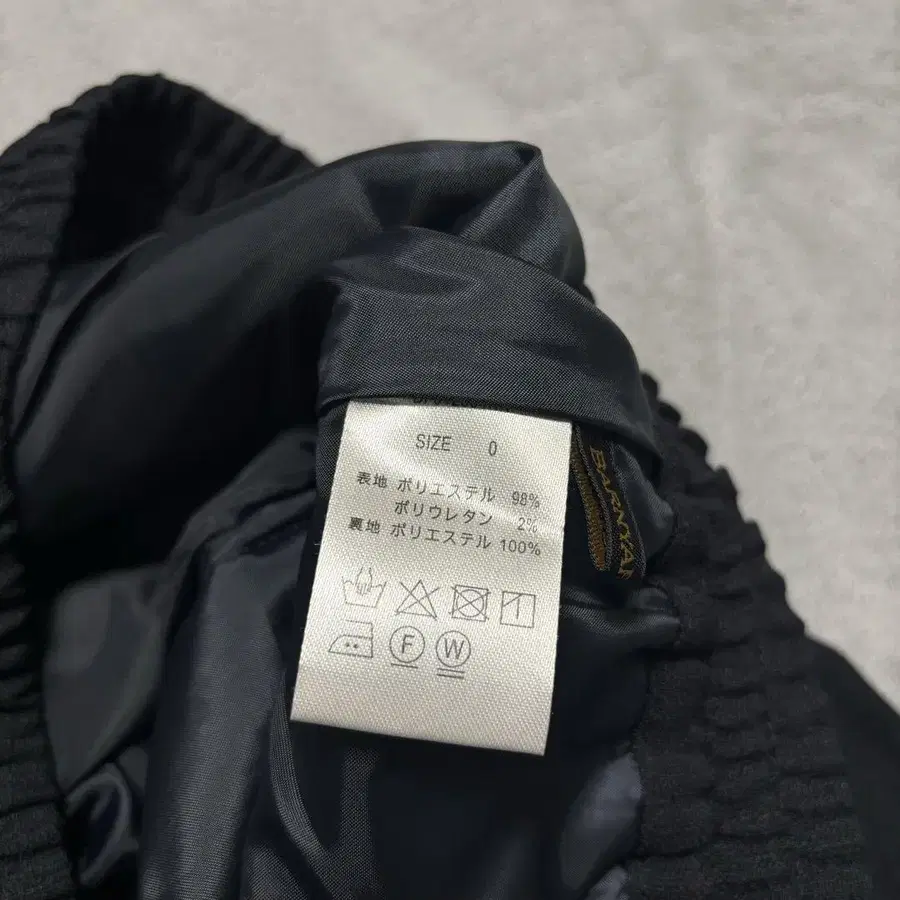 SIZE 0
表地 ポリエステル 98%
ポリウレタン 2%
裏地 ポリエステル 100%
F W